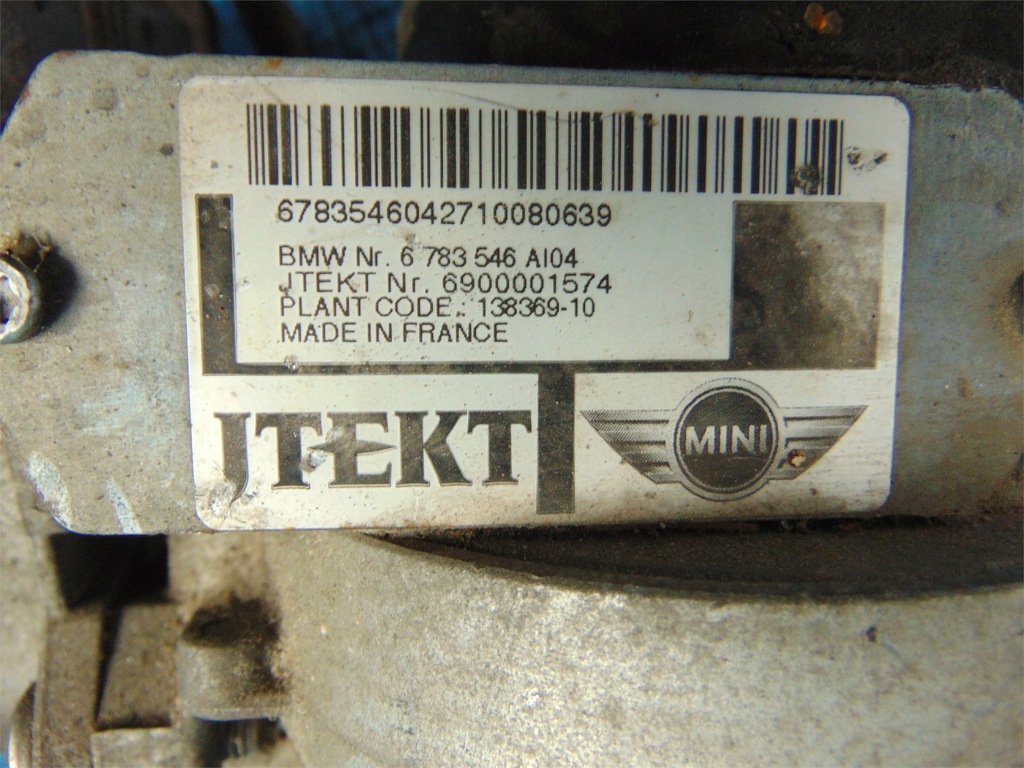 6783546042710080639
BMW Nr. 6 783 546 AI04
JTEKT Nr. 6900001574
PLANT CODE.: 138369-10
MADE IN FRANCE
JTEKT
MINI